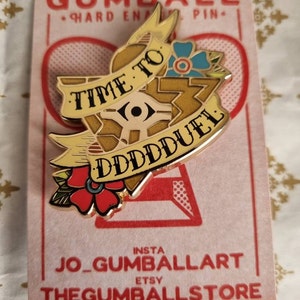 GUMBALL
•HARD ENAMEL PIN•
TIME TO
DDDDDUEL
INSTA
JO_GUMBALLART
ETSY
THEGUMBALLSTORE